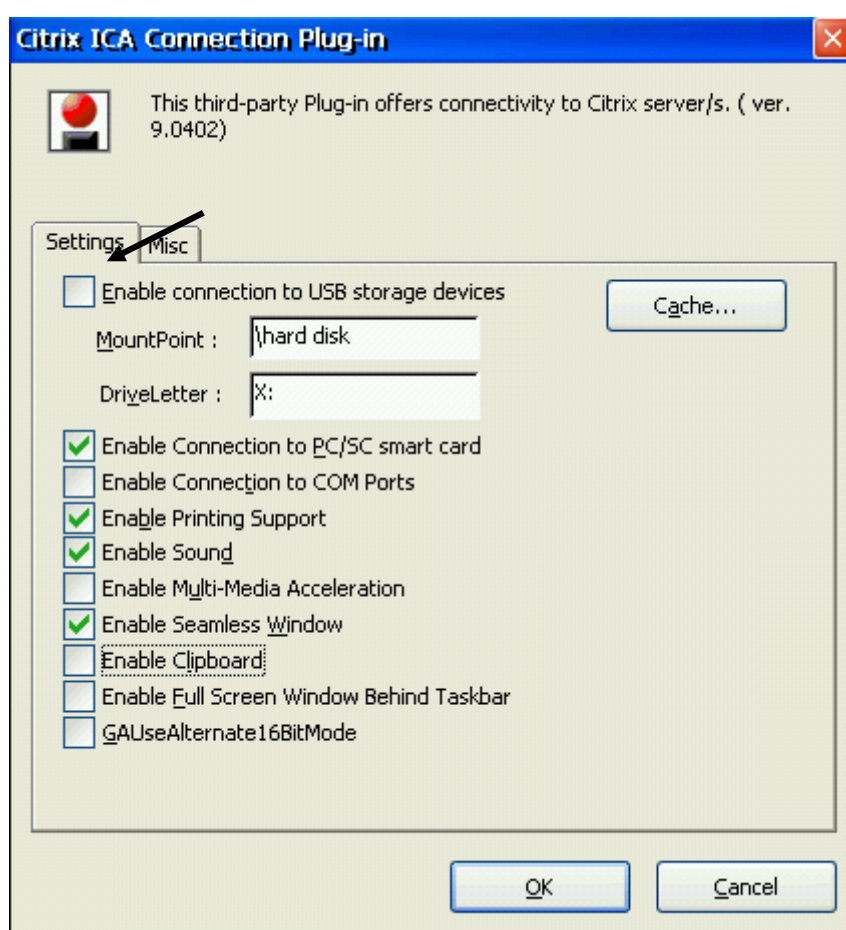 Citrix ICA Connection Plug-in
This third-party Plug-in offers connectivity to Citrix server/s. ( ver.
9.0402)
Settings Misc
Enable connection to USB storage devices
Cache...
MountPoint : \hard disk
DriveLetter : X:
Enable Connection to PC/SC smart card
Enable Connection to COM Ports
Enable Printing Support
Enable Sound
Enable Multi-Media Acceleration
Enable Seamless Window
Enable Clipboard
Enable Full Screen Window Behind Taskbar
GAUseAlternate16BitMode
OK Cancel